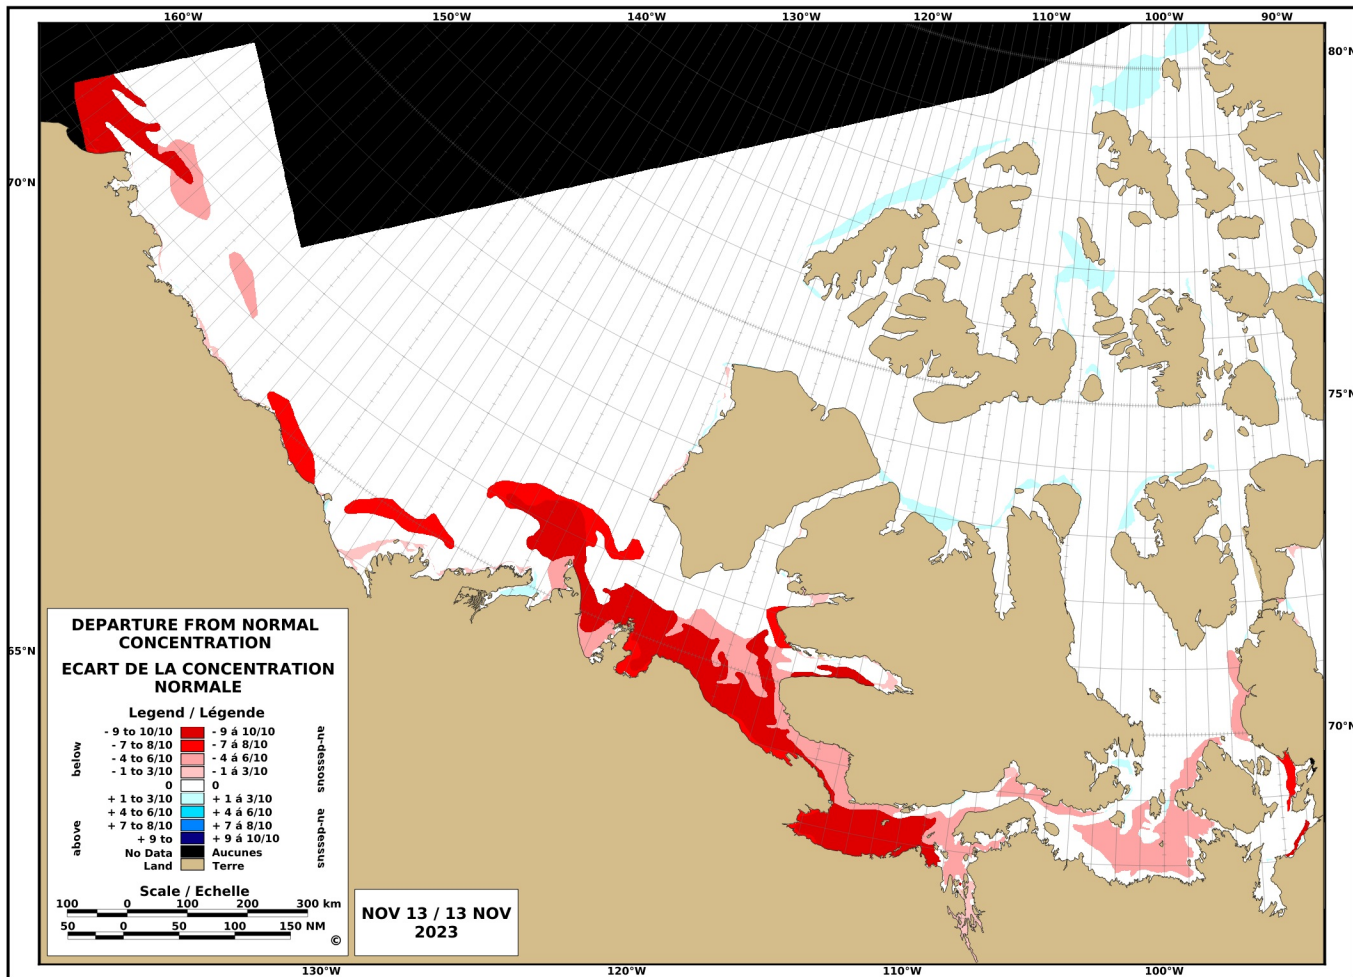 160°W 150°W 140°W 130°W 120°W 110°W 100°W 90°W
80°N
70°N
75°N
65°N
70°N
DEPARTURE FROM NORMAL
CONCENTRATION
ECART DE LA CONCENTRATION
NORMALE
Legend / Légende
below
au-dessous
- 9 to 10/10 - 9 á 10/10
- 7 to 8/10 - 7 á 8/10
- 4 to 6/10 - 4 á 6/10
- 1 to 3/10 - 1 á 3/10
0 0
above
au-dessus
+ 1 to 3/10 + 1 á 3/10
+ 4 to 6/10 + 4 á 6/10
+ 7 to 8/10 + 7 á 8/10
+ 9 to + 9 á 10/10
No Data Aucunes
Land Terre
Scale / Echelle
100 0 100 200 300 km
50 0 50 100 150 NM
©
NOV 13 / 13 NOV
2023
130°W 120°W 110°W 100°W